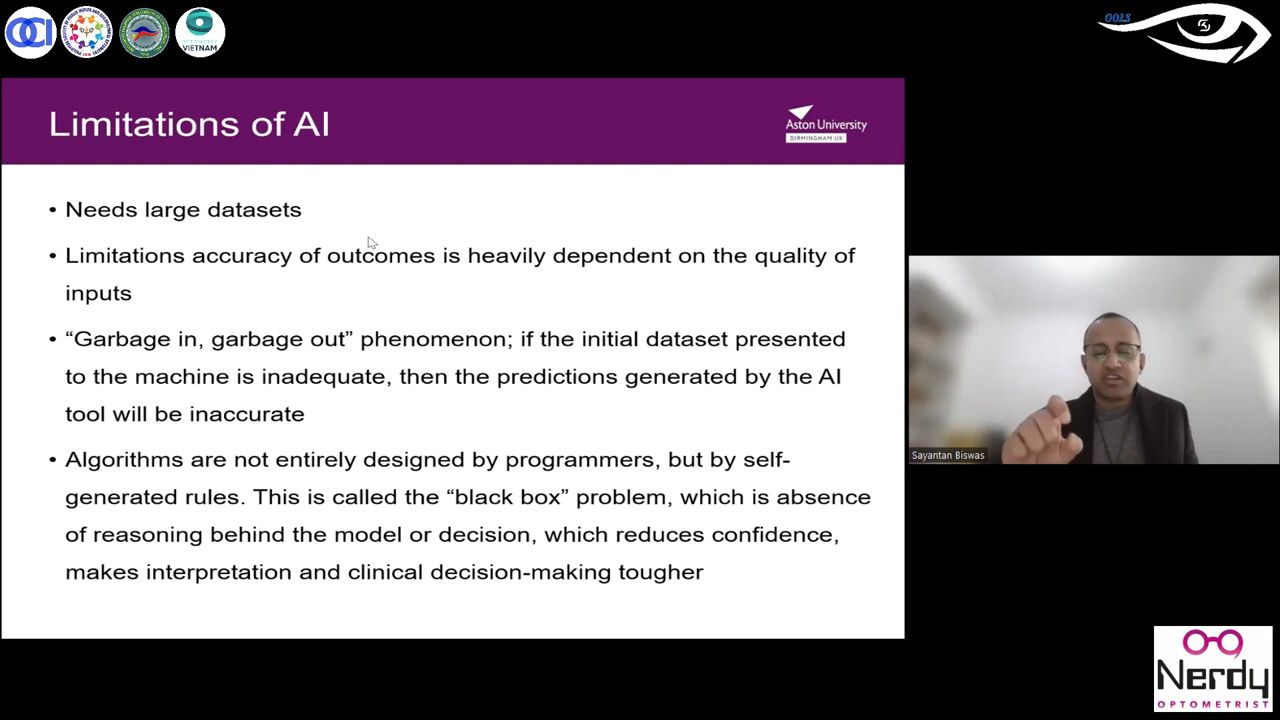 OCI
OPTOMETRY
VIETNAM
OOLS
Limitations of AI
Aston University
BIRMINGHAM UK
• Needs large datasets
• Limitations accuracy of outcomes is heavily dependent on the quality of
inputs
• “Garbage in, garbage out” phenomenon; if the initial dataset presented
to the machine is inadequate, then the predictions generated by the AI
tool will be inaccurate
• Algorithms are not entirely designed by programmers, but by self-
generated rules. This is called the “black box” problem, which is absence
of reasoning behind the model or decision, which reduces confidence,
makes interpretation and clinical decision-making tougher
Sayantan Biswas
Nerdy
OPTOMETRIST